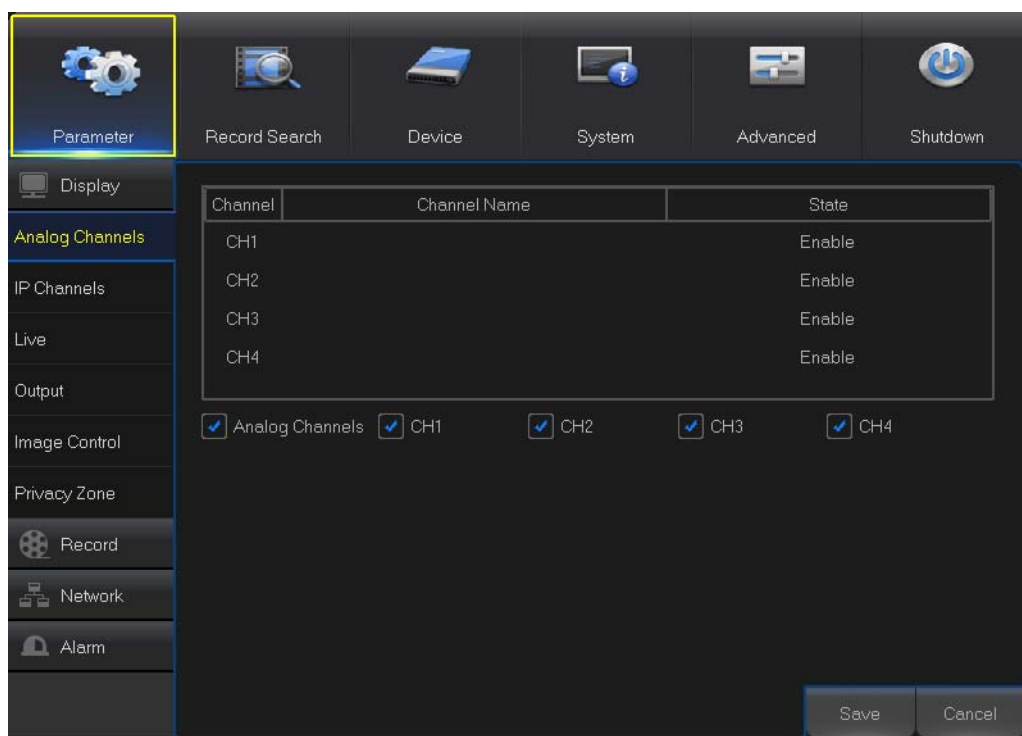 Parameter Record Search Device System Advanced Shutdown
Display
Analog Channels
IP Channels
Live
Output
Image Control
Privacy Zone
Record
Network
Alarm
Channel Channel Name State
CH1 Enable
CH2 Enable
CH3 Enable
CH4 Enable
Analog Channels CH1 CH2 CH3 CH4
Save Cancel